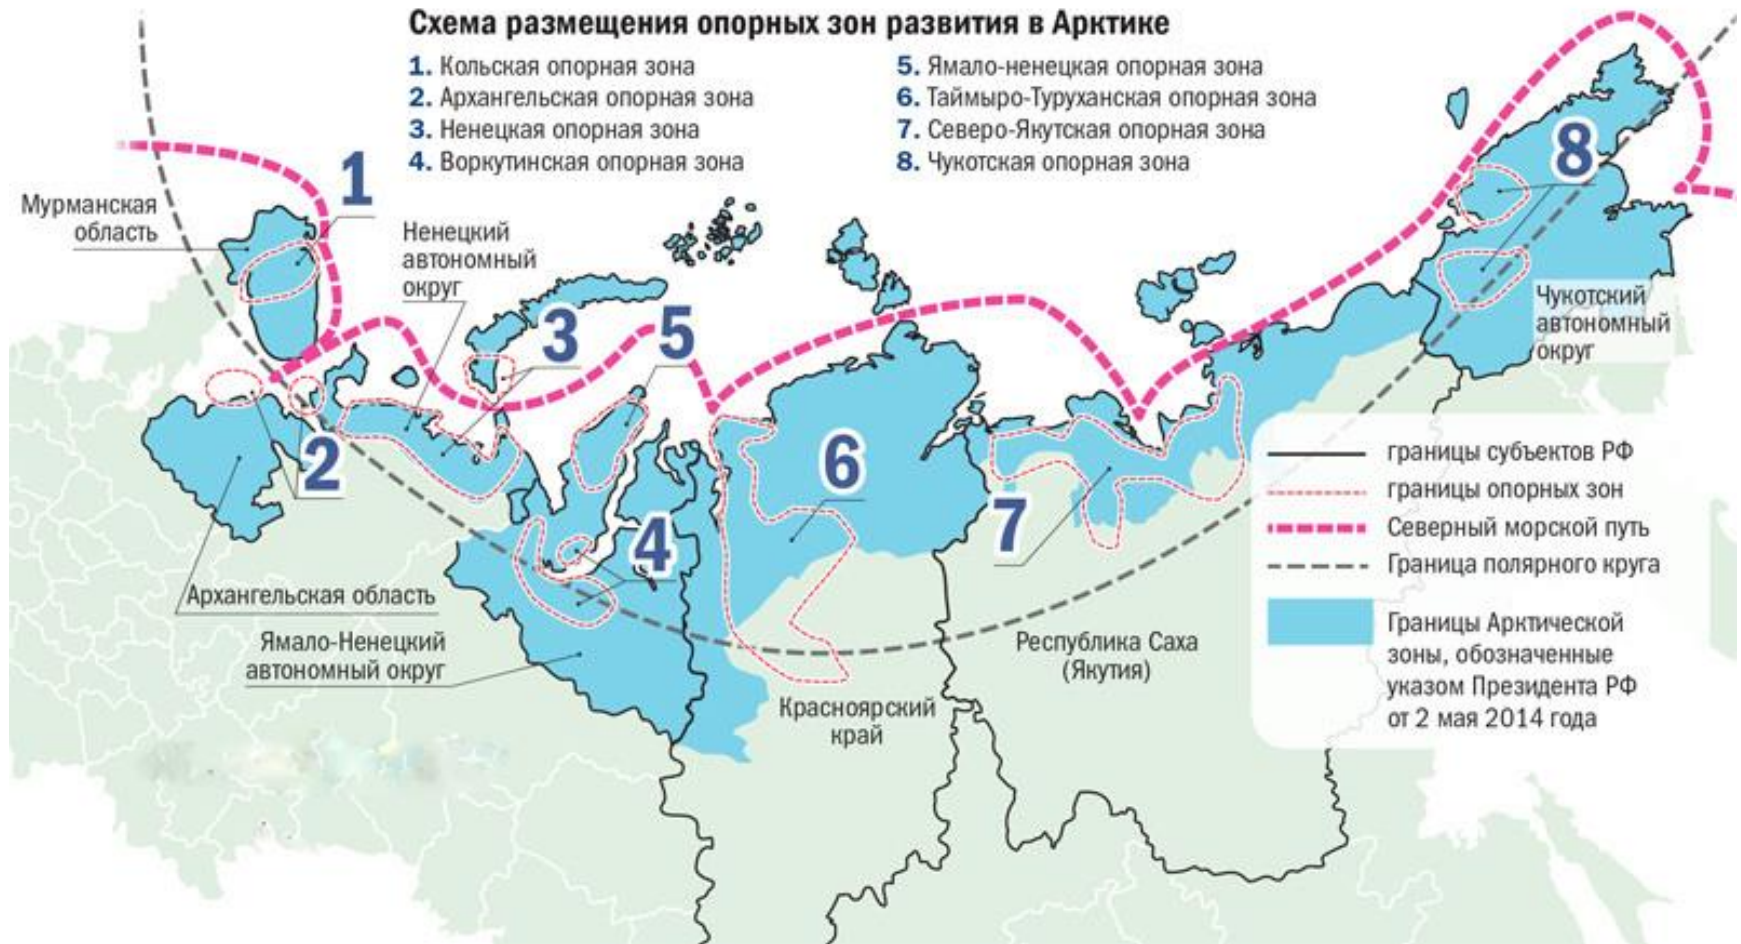 Схема размещения опорных зон развития в Арктике
1. Кольская опорная зона
2. Архангельская опорная зона
3. Ненецкая опорная зона
4. Воркутинская опорная зона
5. Ямало-ненецкая опорная зона
6. Таймыро-Туруханская опорная зона
7. Северо-Якутская опорная зона
8. Чукотская опорная зона
1
Мурманская
область
Ненецкий
автономный
округ
3
5
8
Чукотский
автономный
округ
2
6
7
4
Архангельская область
Ямало-Ненецкий
автономный округ
Красноярский
край
Республика Саха
(Якутия)
границы субъектов РФ
границы опорных зон
Северный морской путь
Граница полярного круга
Границы Арктической
зоны, обозначенные
указом Президента РФ
от 2 мая 2014 года